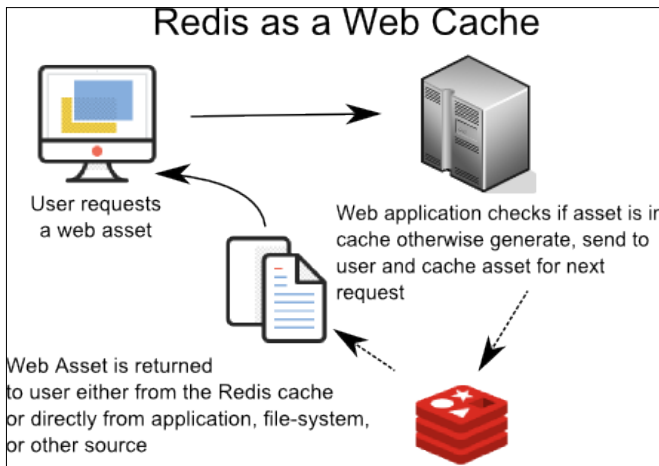 Redis as a Web Cache
User requests
a web asset
Web application checks if asset is in
cache otherwise generate, send to
user and cache asset for next
request
Web Asset is returned
to user either from the Redis cache
or directly from application, file-system,
or other source